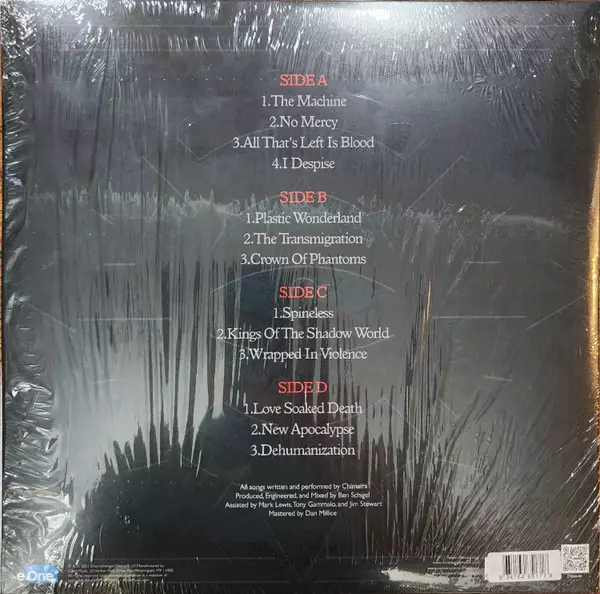 SIDE A
1.The Machine
2.No Mercy
3.All That's Left Is Blood
4.I Despise
SIDE B
1.Plastic Wonderland
2.The Transmigration
3.Crown Of Phantoms
SIDE C
1.Spineless
2.Kings Of The Shadow World
3.Wrapped In Violence
SIDE D
1.Love Soaked Death
2.New Apocalypse
3.Dehumanization
All songs written and performed by Chimaira
Produced, Engineered, and Mixed by Ben Schigel
Assisted by Mark Lewis, Tony Gammalo, and Jim Stewart
Mastered by Dan Millice
eOne